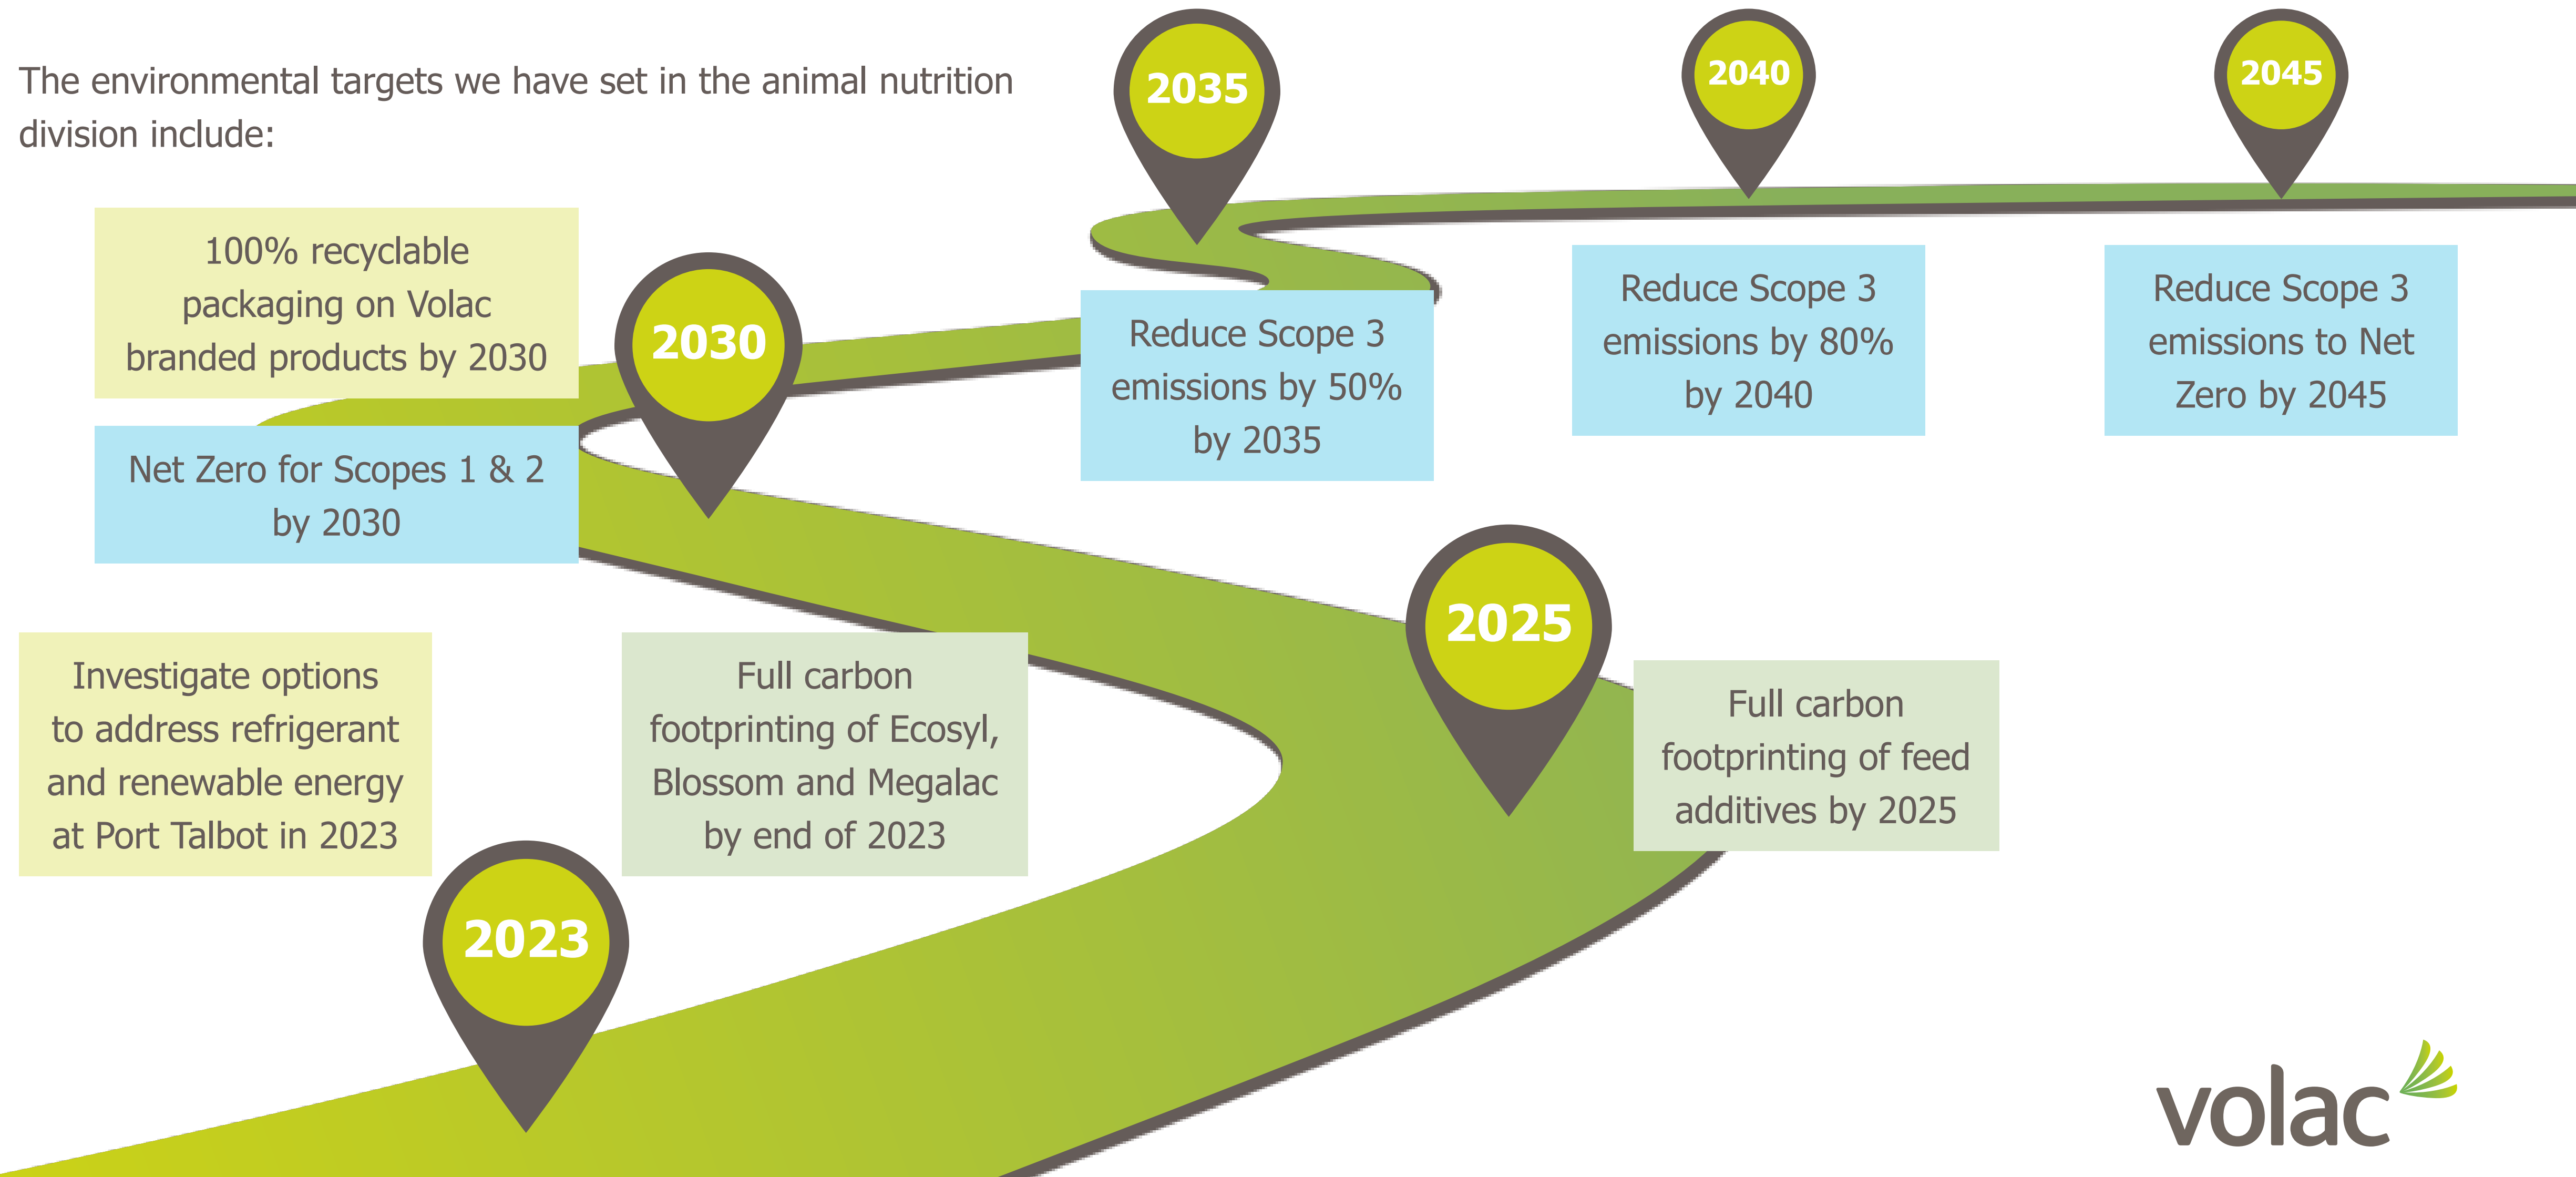 The environmental targets we have set in the animal nutrition
division include:
2035
2040
2045
100% recyclable
packaging on Volac
branded products by 2030
2030
Net Zero for Scopes 1 & 2
by 2030
Reduce Scope 3
emissions by 50%
by 2035
Reduce Scope 3
emissions by 80%
by 2040
Reduce Scope 3
emissions to Net
Zero by 2045
2025
Investigate options
to address refrigerant
and renewable energy
at Port Talbot in 2023
Full carbon
footprinting of Ecosyl,
Blossom and Megalac
by end of 2023
Full carbon
footprinting of feed
additives by 2025
2023
volac